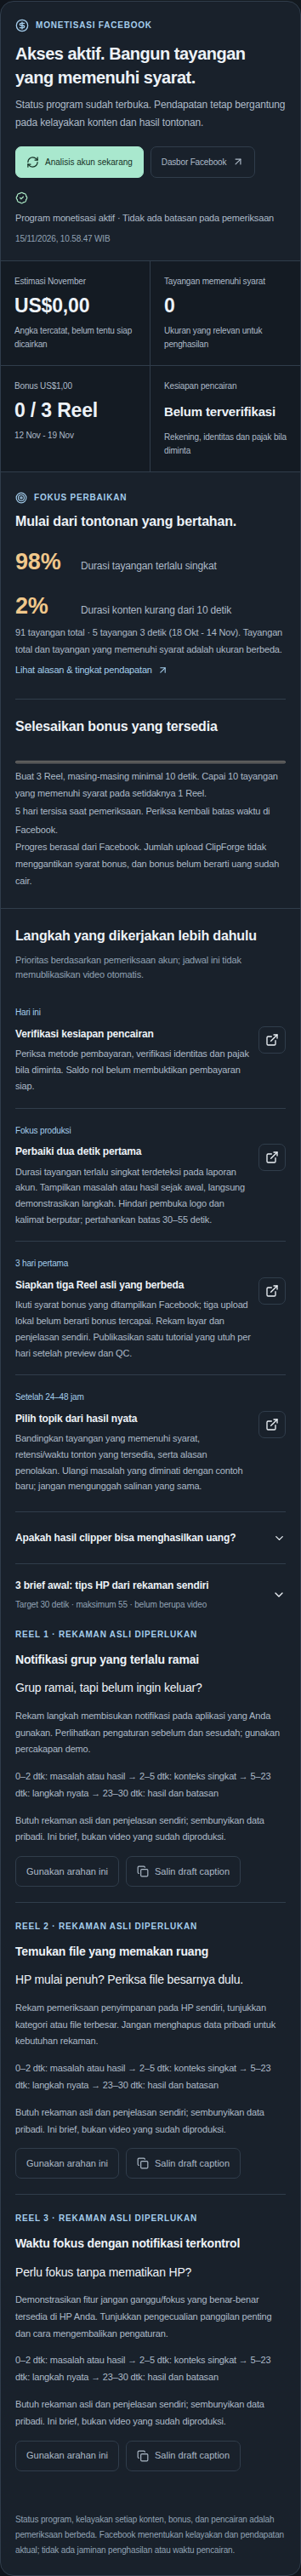 MONETISASI FACEBOOK
Akses aktif. Bangun tayangan
yang memenuhi syarat.
Status program sudah terbuka. Pendapatan tetap bergantung
pada kelayakan konten dan hasil tontonan.
Analisis akun sekarang
Dasbor Facebook
Program monetisasi aktif · Tidak ada batasan pada pemeriksaan
15/11/2026, 10.58.47 WIB
Estimasi November
US$0,00
Angka tercatat, belum tentu siap
dicairkan
Tayangan memenuhi syarat
0
Ukuran yang relevan untuk
penghasilan
Bonus US$1,00
0 / 3 Reel
12 Nov - 19 Nov
Kesiapan pencairan
Belum terverifikasi
Rekening, identitas dan pajak bila
diminta
FOKUS PERBAIKAN
Mulai dari tontonan yang bertahan.
98%
Durasi tayangan terlalu singkat
2%
Durasi konten kurang dari 10 detik
91 tayangan total · 5 tayangan 3 detik (18 Okt - 14 Nov). Tayangan
total dan tayangan yang memenuhi syarat adalah ukuran berbeda.
Lihat alasan & tingkat pendapatan
Selesaikan bonus yang tersedia
Buat 3 Reel, masing-masing minimal 10 detik. Capai 10 tayangan
yang memenuhi syarat pada setidaknya 1 Reel.
5 hari tersisa saat pemeriksaan. Periksa kembali batas waktu di
Facebook.
Progres berasal dari Facebook. Jumlah upload ClipForge tidak
menggantikan syarat bonus, dan bonus belum berarti uang sudah
cair.
Langkah yang dikerjakan lebih dahulu
Prioritas berdasarkan pemeriksaan akun; jadwal ini tidak
memublikasikan video otomatis.
Hari ini
Verifikasi kesiapan pencairan
Periksa metode pembayaran, verifikasi identitas dan pajak
bila diminta. Saldo nol belum membuktikan pembayaran
siap.
Fokus produksi
Perbaiki dua detik pertama
Durasi tayangan terlalu singkat terdeteksi pada laporan
akun. Tampilkan masalah atau hasil sejak awal, langsung
demonstrasikan langkah. Hindari pembuka logo dan
kalimat berputar; pertahankan batas 30–55 detik.
3 hari pertama
Siapkan tiga Reel asli yang berbeda
Ikuti syarat bonus yang ditampilkan Facebook; tiga upload
lokal belum berarti bonus tercapai. Rekam layar dan
penjelasan sendiri. Publikasikan satu tutorial yang utuh per
hari setelah preview dan QC.
Setelah 24–48 jam
Pilih topik dari hasil nyata
Bandingkan tayangan yang memenuhi syarat,
retensi/waktu tonton yang tersedia, serta alasan
penolakan. Ulangi masalah yang diminati dengan contoh
baru; jangan mengunggah salinan yang sama.
Apakah hasil clipper bisa menghasilkan uang?
3 brief awal: tips HP dari rekaman sendiri
Target 30 detik · maksimum 55 · belum berupa video
REEL 1 · REKAMAN ASLI DIPERLUKAN
Notifikasi grup yang terlalu ramai
Grup ramai, tapi belum ingin keluar?
Rekam langkah membisukan notifikasi pada aplikasi yang Anda
gunakan. Perlihatkan pengaturan sebelum dan sesudah; gunakan
percakapan demo.
0–2 dtk: masalah atau hasil → 2–5 dtk: konteks singkat → 5–23
dtk: langkah nyata → 23–30 dtk: hasil dan batasan
Butuh rekaman asli dan penjelasan sendiri; sembunyikan data
pribadi. Ini brief, bukan video yang sudah diproduksi.
Gunakan arahan ini
Salin draft caption
REEL 2 · REKAMAN ASLI DIPERLUKAN
Temukan file yang memakan ruang
HP mulai penuh? Periksa file besarnya dulu.
Rekam pemeriksaan penyimpanan pada HP sendiri, tunjukkan
kategori atau file terbesar. Jangan menghapus data pribadi untuk
kebutuhan rekaman.
0–2 dtk: masalah atau hasil → 2–5 dtk: konteks singkat → 5–23
dtk: langkah nyata → 23–30 dtk: hasil dan batasan
Butuh rekaman asli dan penjelasan sendiri; sembunyikan data
pribadi. Ini brief, bukan video yang sudah diproduksi.
Gunakan arahan ini
Salin draft caption
REEL 3 · REKAMAN ASLI DIPERLUKAN
Waktu fokus dengan notifikasi terkontrol
Perlu fokus tanpa mematikan HP?
Demonstrasikan fitur jangan ganggu/fokus yang benar-benar
tersedia di HP Anda. Tunjukkan pengecualian panggilan penting
dan cara mengembalikan pengaturan.
0–2 dtk: masalah atau hasil → 2–5 dtk: konteks singkat → 5–23
dtk: langkah nyata → 23–30 dtk: hasil dan batasan
Butuh rekaman asli dan penjelasan sendiri; sembunyikan data
pribadi. Ini brief, bukan video yang sudah diproduksi.
Gunakan arahan ini
Salin draft caption
Status program, kelayakan setiap konten, bonus, dan pencairan adalah
pemeriksaan berbeda. Facebook menentukan kelayakan dan pendapatan
aktual; tidak ada jaminan penghasilan atau waktu pencairan.